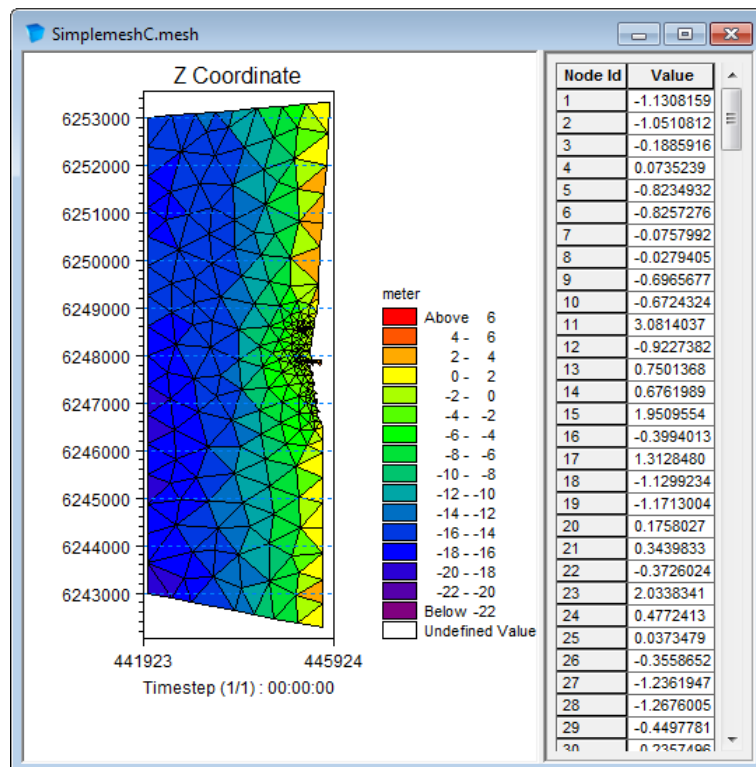 SimplemeshC.mesh
Z Coordinate
6253000
6252000
6251000
6250000
6249000
6248000
6247000
6246000
6245000
6244000
6243000
441923 445924
Timestep (1/1) : 00:00:00
meter
Above 6
4 - 6
2 - 4
0 - 2
-2 - 0
-4 - -2
-6 - -4
-8 - -6
-10 - -8
-12 - -10
-14 - -12
-16 - -14
-18 - -16
-20 - -18
-22 - -20
Below -22
Undefined Value
Node Id Value
1 -1.1308159
2 -1.0510812
3 -0.1885916
4 0.0735239
5 -0.8234932
6 -0.8257276
7 -0.0757992
8 -0.0279405
9 -0.6965677
10 -0.6724324
11 3.0814037
12 -0.9227382
13 0.7501368
14 0.6761989
15 1.9509554
16 -0.3994013
17 1.3128480
18 -1.1299234
19 -1.1713004
20 0.1758027
21 0.3439833
22 -0.3726024
23 2.0338341
24 0.4772413
25 0.0373479
26 -0.3558652
27 -1.2361947
28 -1.2676005
29 -0.4497781
30 -0.2357496